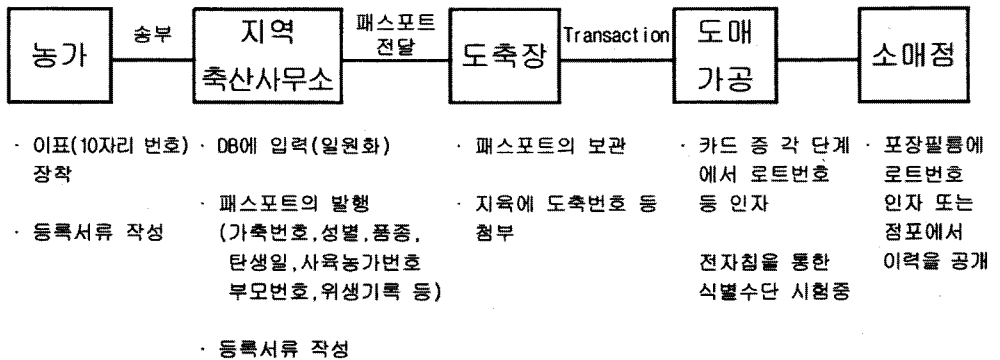 농가
송부
지역
축산사무소
패스포트
전달
도축장
Transaction
도매
가공
소매점
· 이표(10자리 번호)
장착
· 등록서류 작성
· DB에 입력(일원화)
· 패스포트의 발행
(가축번호,성별,품종,
탄생일,사육농가번호
부모번호,위생기록 등)
· 등록서류 작성
· 패스포트의 보관
· 지육에 도축번호 등
첨부
· 카드 증 각 단계
에서 로트번호
등 인자
전자칩을 통한
식별수단 시험중
· 포장필름에
로트번호
인자 또는
점포에서
이력을 공개